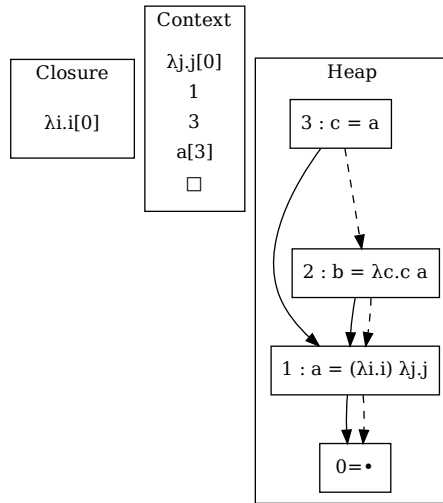 Closure
λi.i[0]
Context
λj.j[0]
1
3
a[3]
□
Heap
3 : c = a
2 : b = λc.c a
1 : a = (λi.i) λj.j
0=•